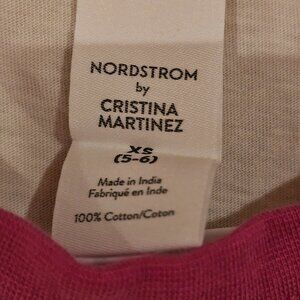 NORDSTROM
by
CRISTINA
MARTINEZ
XS
(5-6)
Made in India
Fabriqué en Inde
100% Cotton/Coton